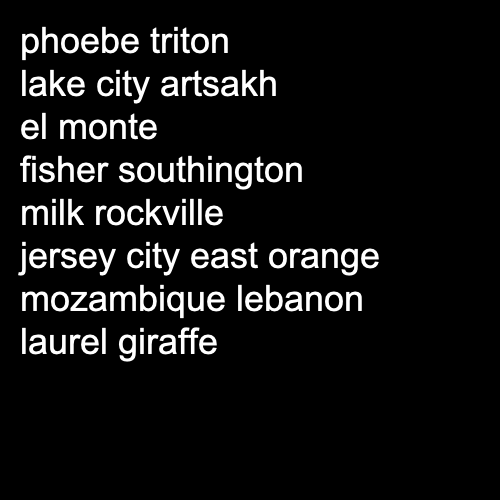 phoebe triton
lake city artsakh
el monte
fisher southington
milk rockville
jersey city east orange
mozambique lebanon
laurel giraffe